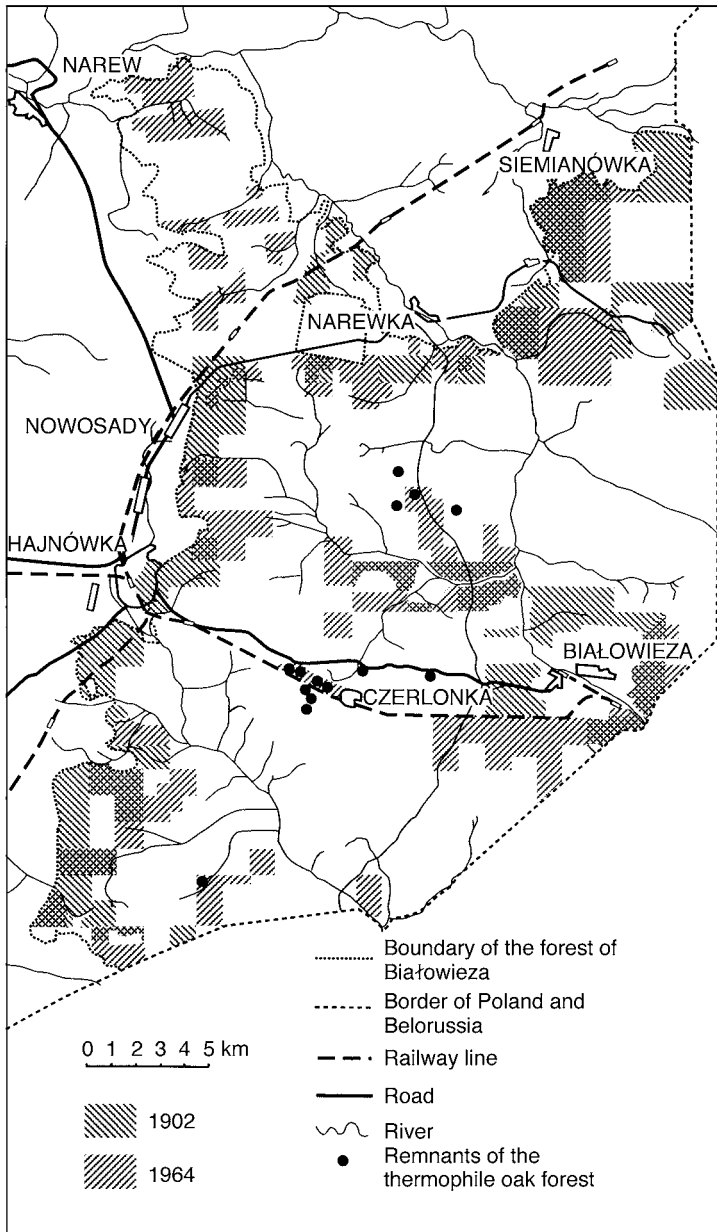 NAREW
SIEMIANÓWKA
NAREWKA
NOWOSADY
HAJNÓWKA
BIAŁOWIEZA
CZERLONKA
Boundary of the forest of
Białowieza
Border of Poland and
Belorussia
Railway line
Road
River
Remnants of the
thermophile oak forest
0 1 2 3 4 5 km
1902
1964